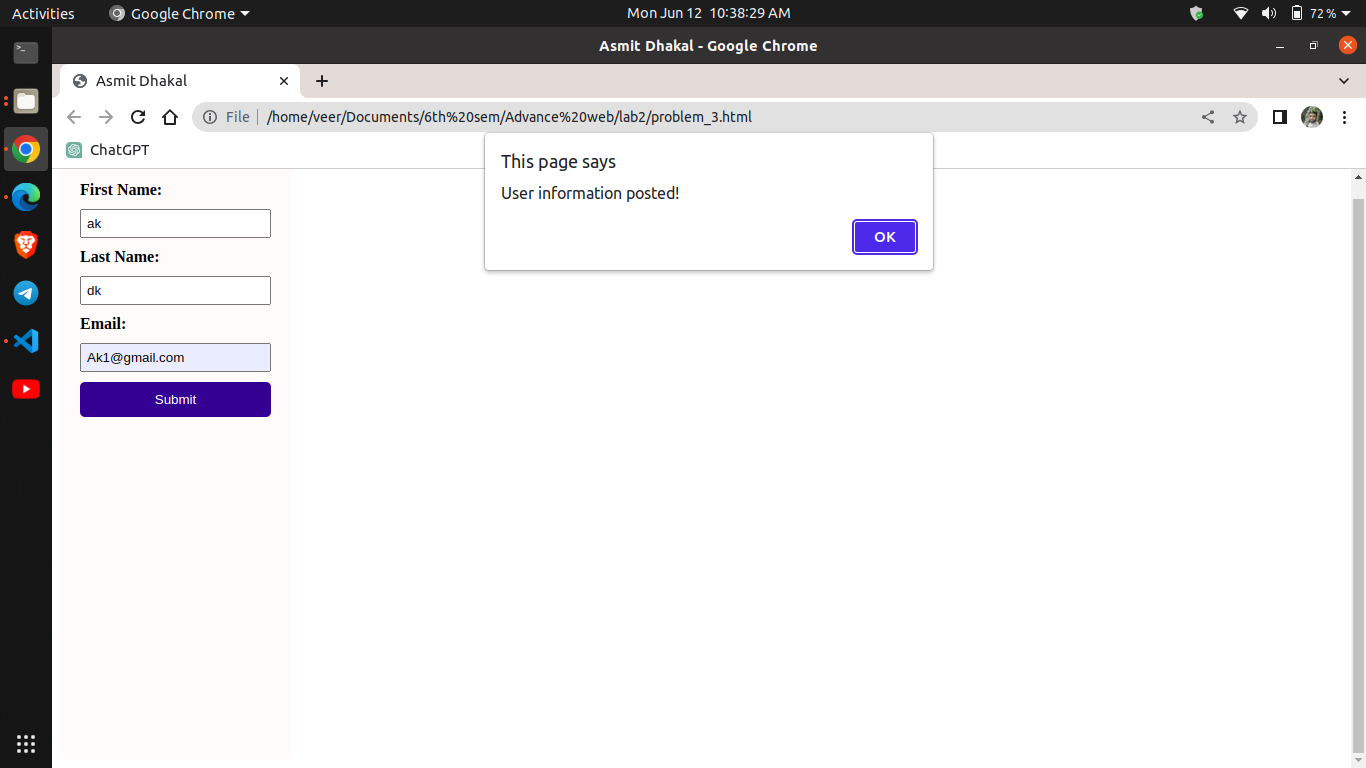 Activities
Google Chrome
Mon Jun 12 10:38:29 AM
72 %
Asmit Dhakal - Google Chrome
Asmit Dhakal
File
/home/veer/Documents/6th%20sem/Advance%20web/lab2/problem_3.html
ChatGPT
This page says
User information posted!
OK
First Name:
ak
Last Name:
dk
Email:
Ak1@gmail.com
Submit